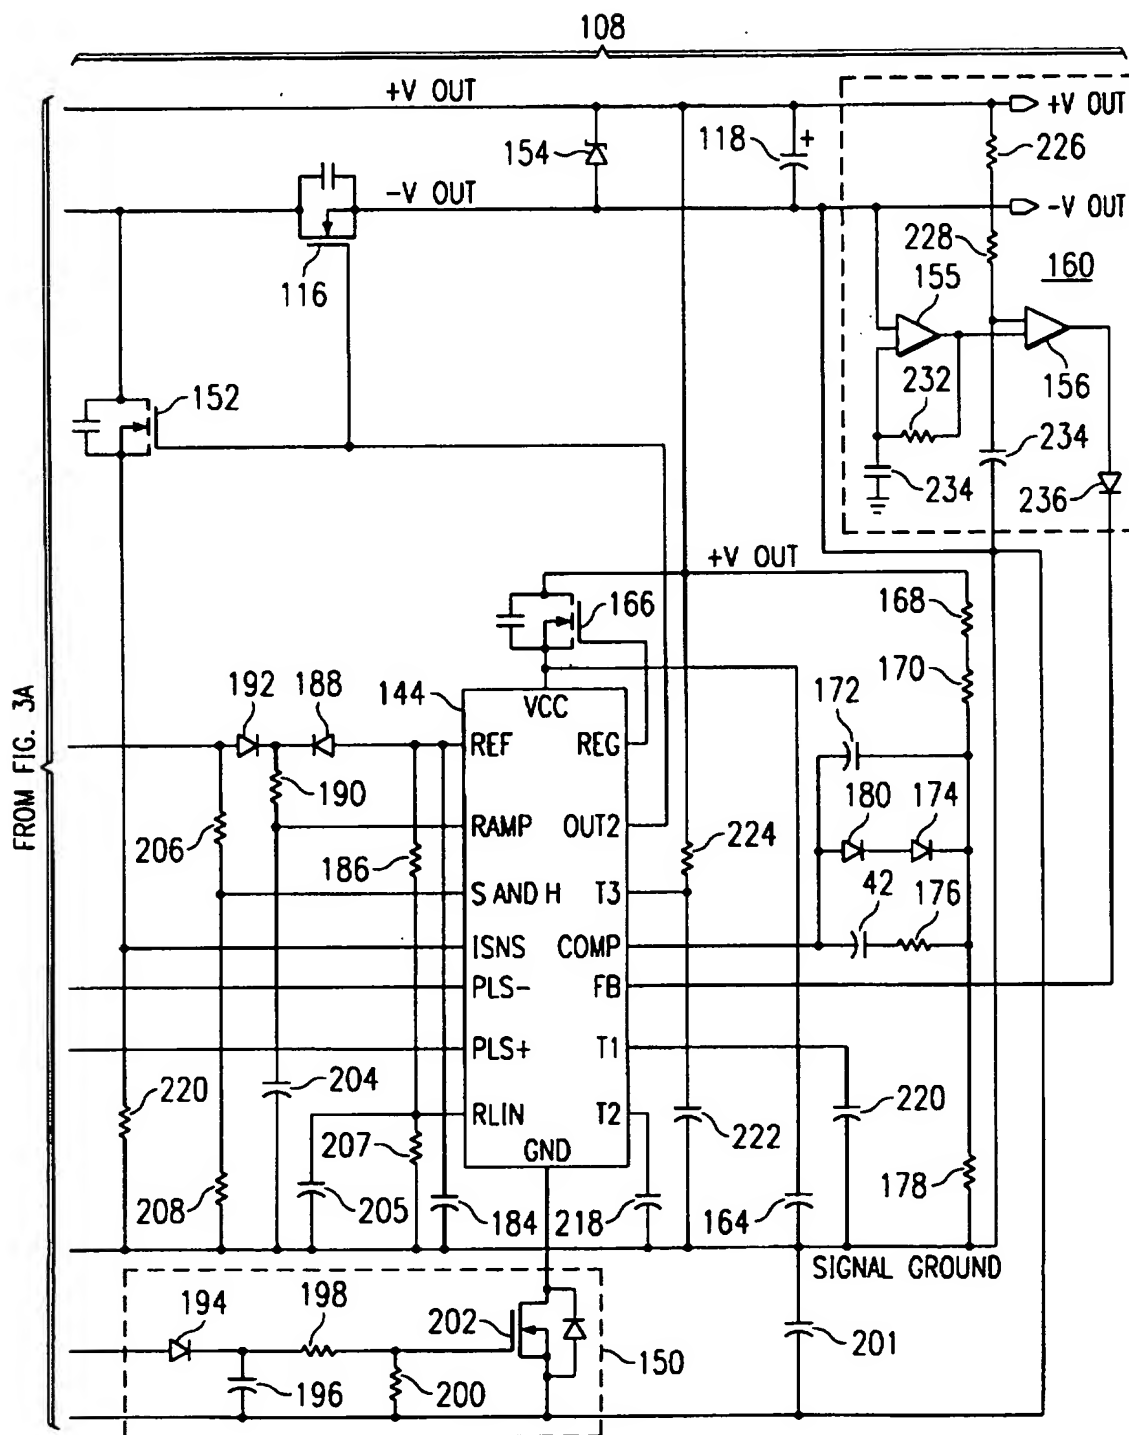 108
+V OUT
+V OUT
154
118
+
226
-V OUT
-V OUT
228
160
116
155
152
232
156
234
234
236
+V OUT
166
168
170
192
188
144
VCC
172
FROM FIG. 3A
REF
REG
190
180
174
RAMP
OUT2
206
186
224
S AND H
T3
42
176
ISNS
COMP
PLS-
FB
PLS+
T1
204
220
220
RLIN
T2
207
222
GND
208
205
184
218
164
178
SIGNAL GROUND
194
198
202
201
150
196
200